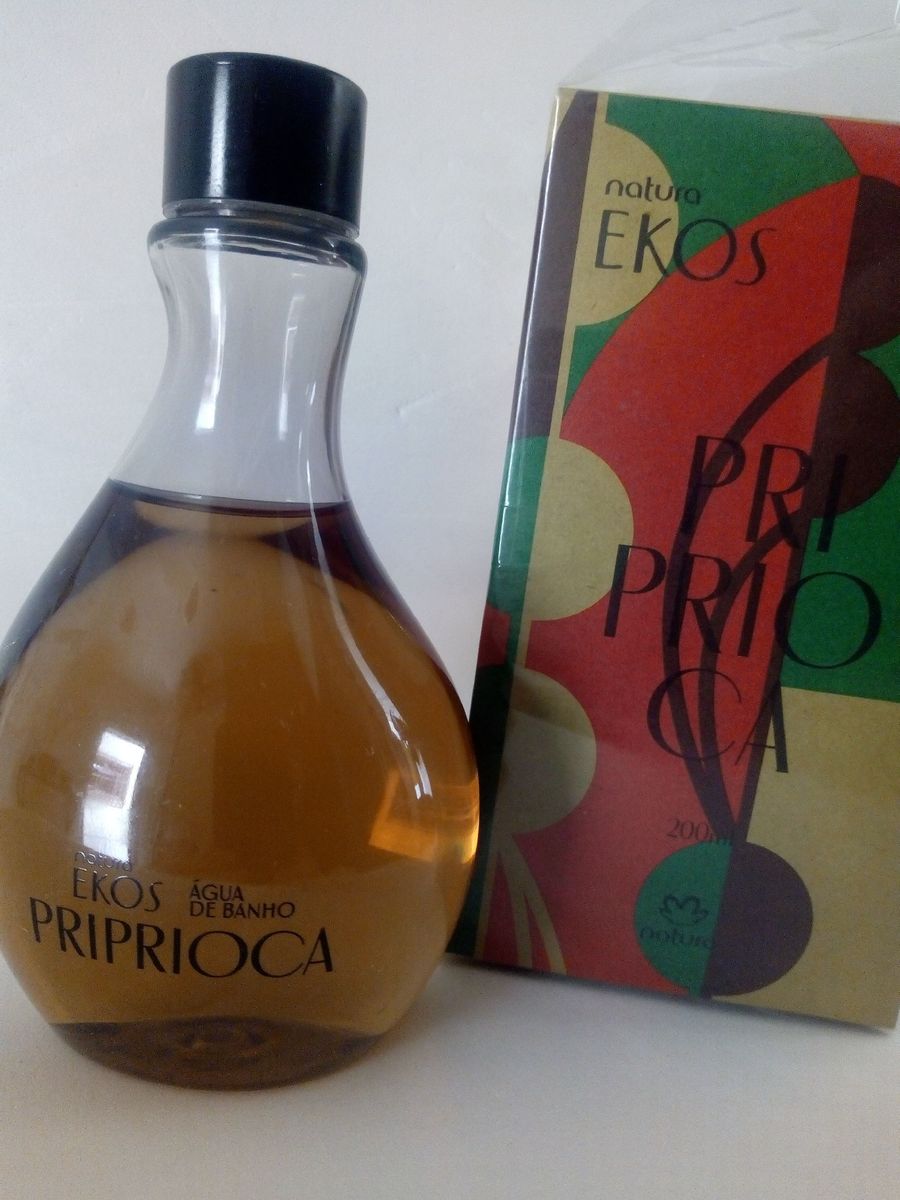 natura
EKOS
ÁGUA
DE BANHO
PRIPRIOCA
natura
EKOS
PRI
PRIO
CA
200ml
natura